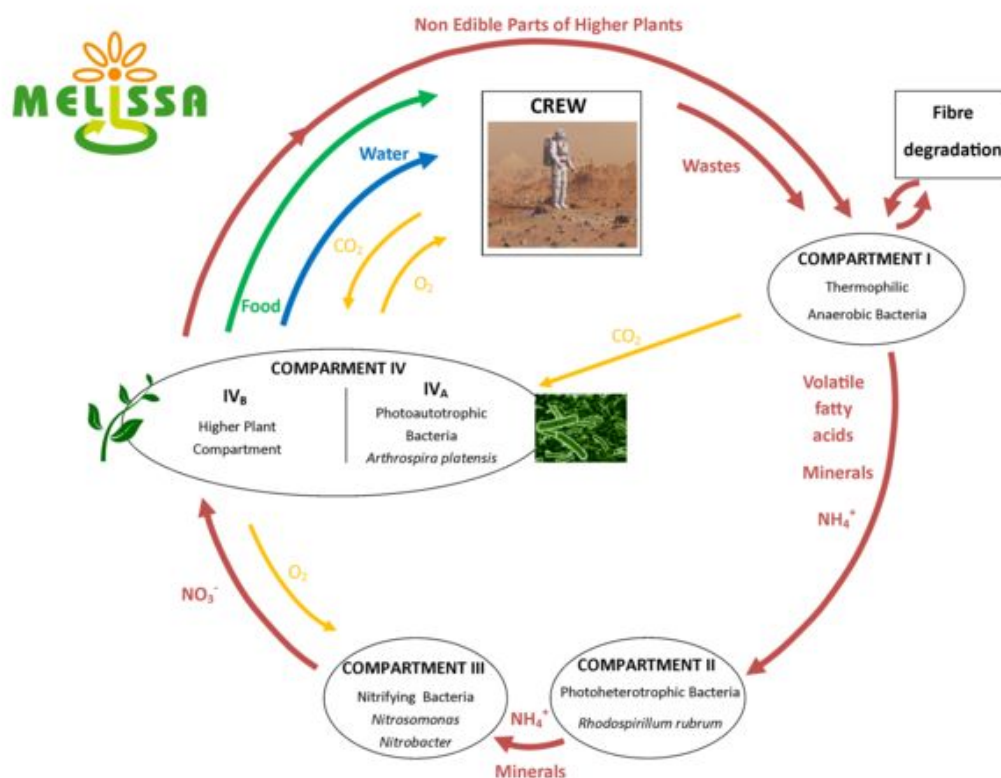 Non Edible Parts of Higher Plants
MELiSSA
CREW
Fibre
degradation
Water
Wastes
CO₂
O₂
Food
COMPARTMENT I
Thermophilic
Anaerobic Bacteria
CO₂
COMPARMENT IV
IV_B
Higher Plant
Compartment
IV_A
Photoautotrophic
Bacteria
Arthrospira platensis
Volatile
fatty
acids
Minerals
NH₄⁺
O₂
NO₃⁻
COMPARTMENT III
Nitrifying Bacteria
Nitrosomonas
Nitrobacter
COMPARTMENT II
Photoheterotrophic Bacteria
Rhodospirillum rubrum
NH₄⁺
Minerals